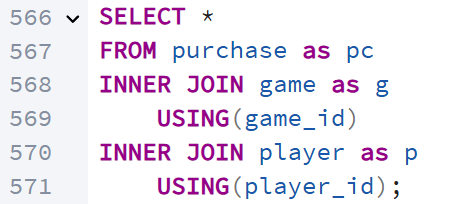 566 SELECT *
567 FROM purchase as pc
568 INNER JOIN game as g
569     USING(game_id)
570 INNER JOIN player as p
571     USING(player_id);